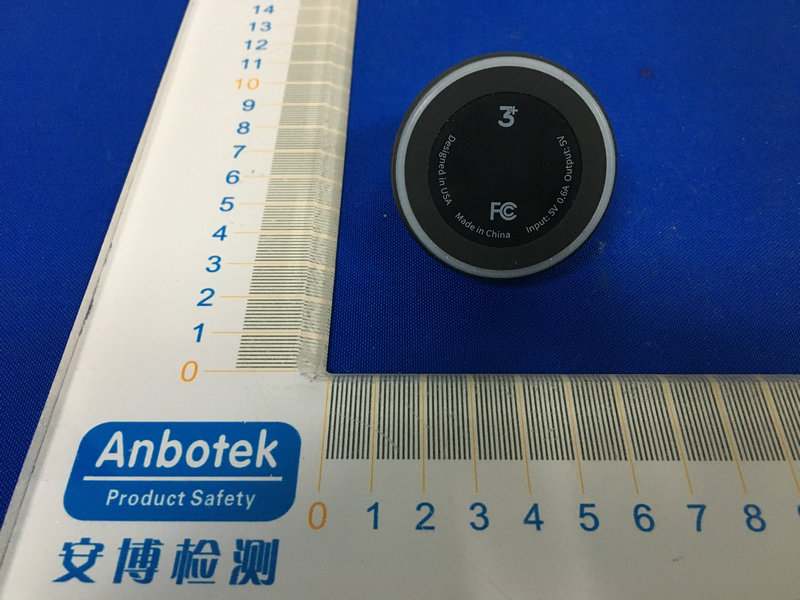 14
13
12
11
10
9
8
7
6
5
4
3
2
1
0
3+
Designed in USA
FC
Made in China
Input: 5V 0.6A Output: 5V
Anbotek
Product Safety
安博检测
0 1 2 3 4 5 6 7 8